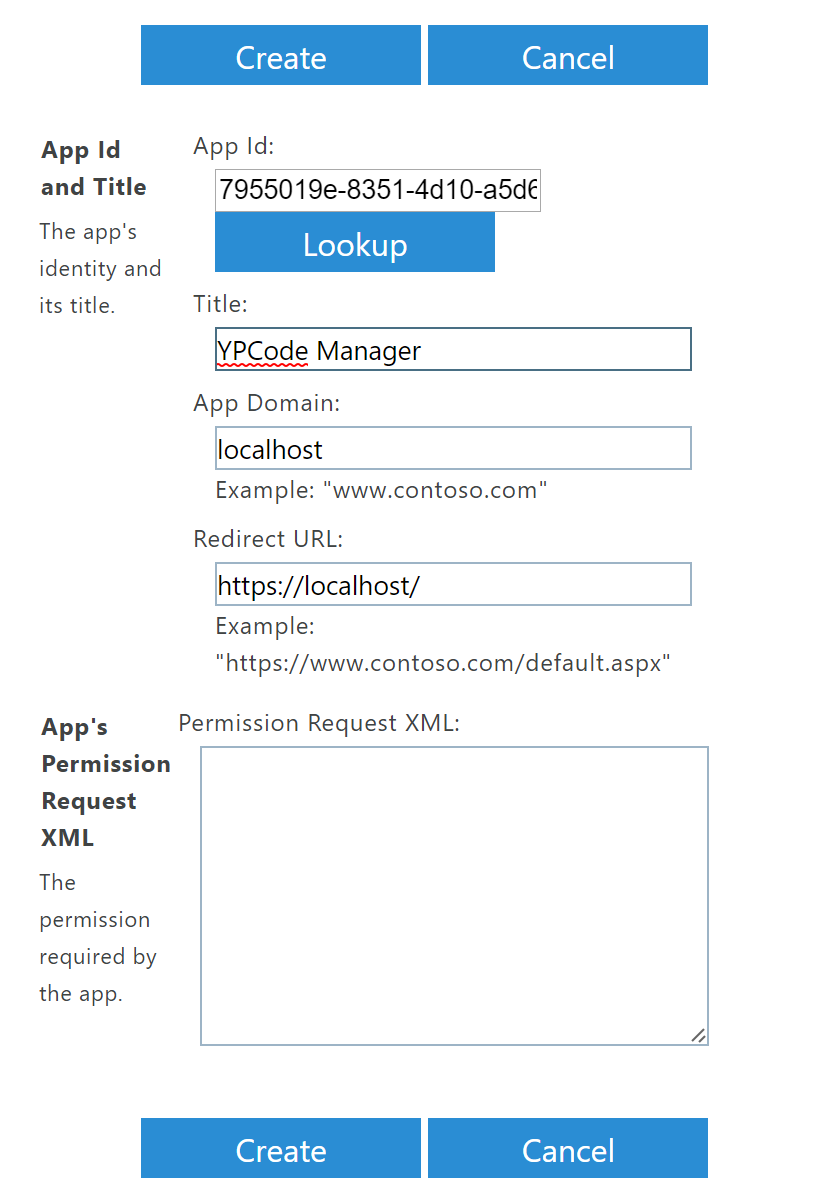 Create Cancel
App Id
and Title
The app's
identity and
its title.
App Id:
7955019e-8351-4d10-a5d6
Lookup
Title:
YPCode Manager
App Domain:
localhost
Example: "www.contoso.com"
Redirect URL:
https://localhost/
Example:
"https://www.contoso.com/default.aspx"
App's
Permission
Request
XML
The
permission
required by
the app.
Permission Request XML:
Create Cancel